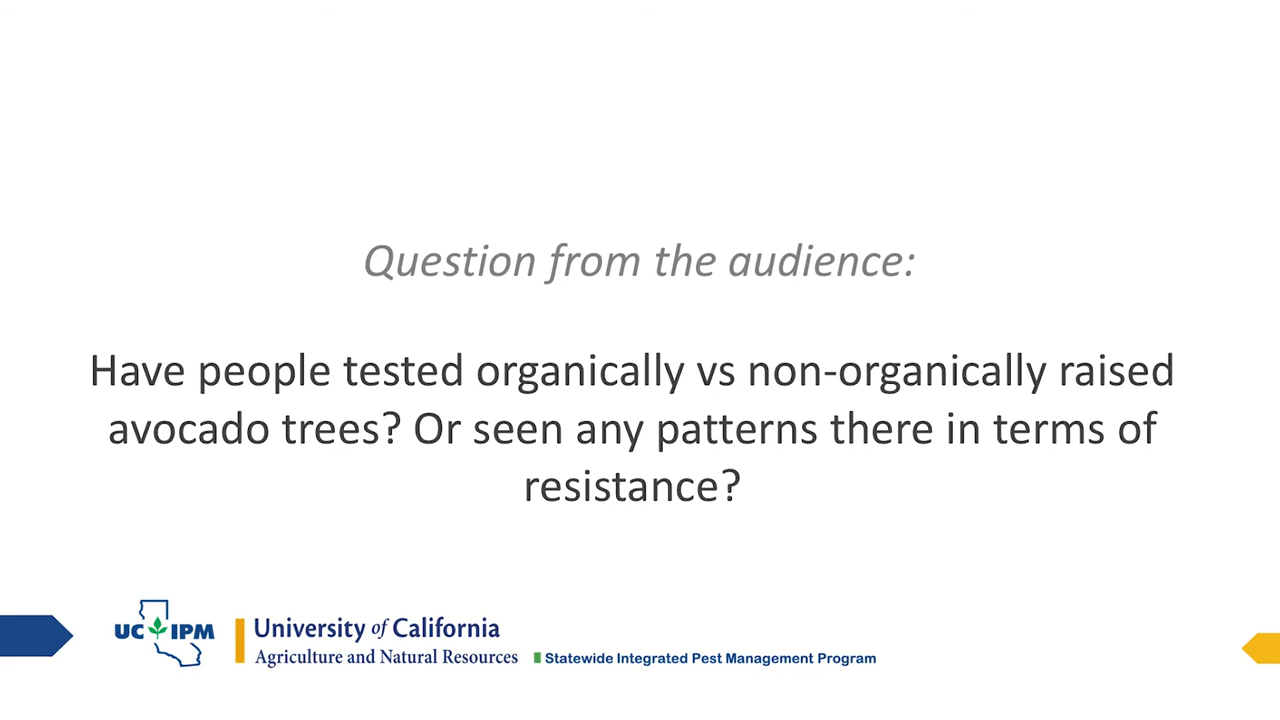 Question from the audience:
Have people tested organically vs non-organically raised
avocado trees? Or seen any patterns there in terms of
resistance?
UC IPM
University of California
Agriculture and Natural Resources
Statewide Integrated Pest Management Program